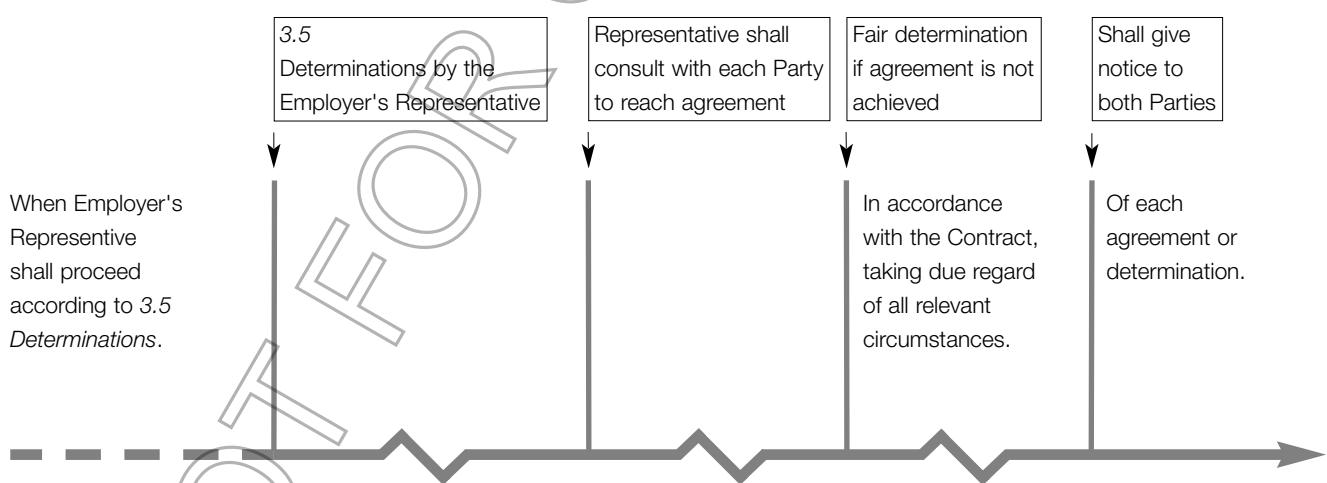 3.5
Determinations by the
Employer's Representative
Representative shall
consult with each Party
to reach agreement
Fair determination
if agreement is not
achieved
Shall give
notice to
both Parties
When Employer's
Representive
shall proceed
according to 3.5
Determinations.
In accordance
with the Contract,
taking due regard
of all relevant
circumstances.
Of each
agreement or
determination.
OT FOR